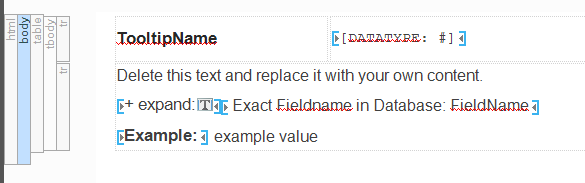 html
body
table
tbody
tr
tr
TooltipName [DATATYPE: #]
Delete this text and replace it with your own content.
+ expand: T Exact Fieldname in Database: FieldName
Example: example value